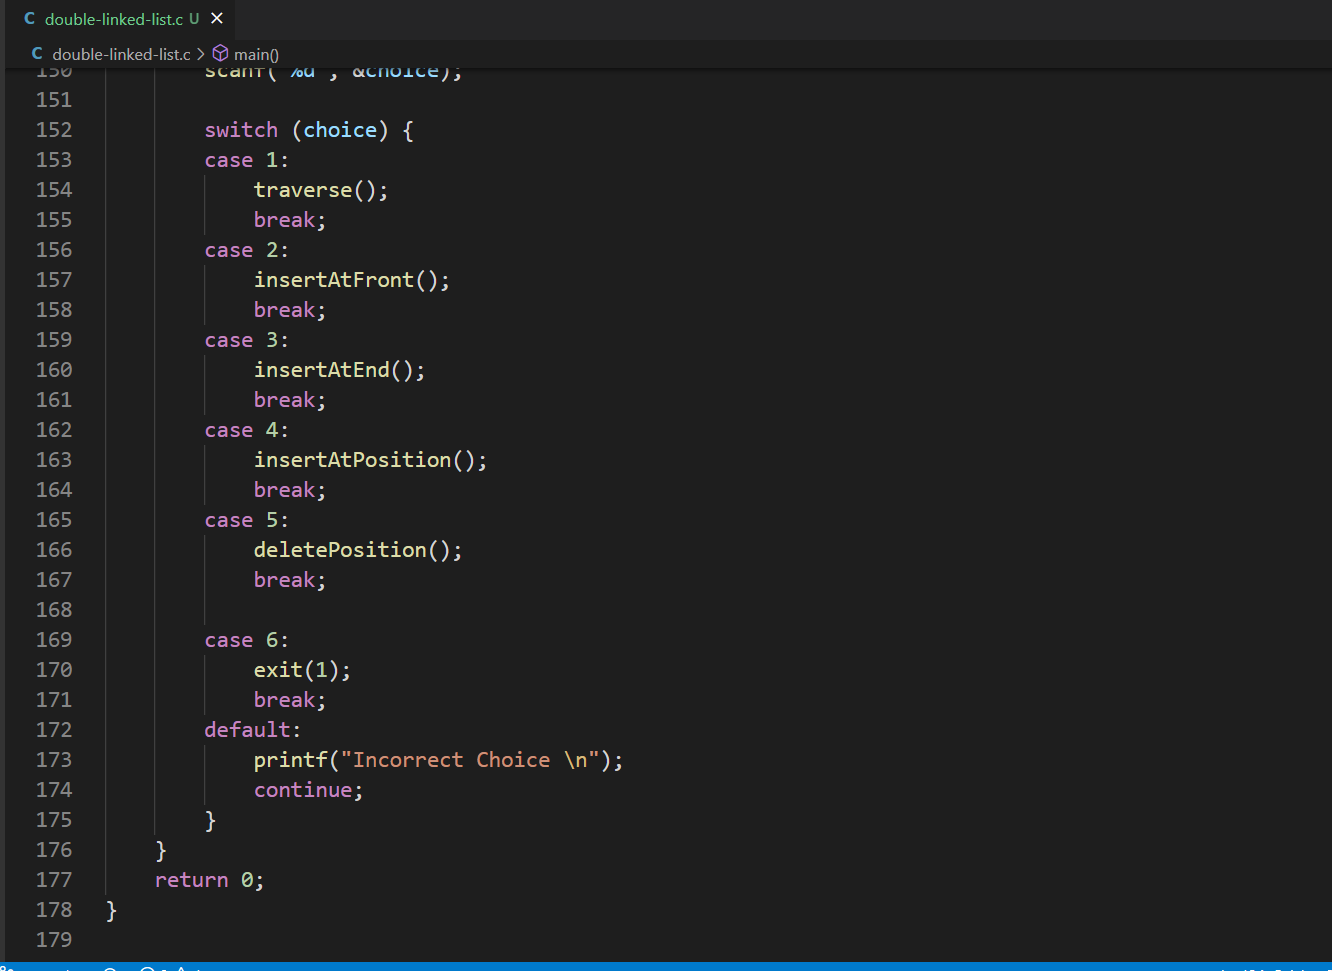 C double-linked-list.c U ×
C double-linked-list.c > main()
150 scanf("%d", &choice);
151
152 switch (choice) {
153 case 1:
154 traverse();
155 break;
156 case 2:
157 insertAtFront();
158 break;
159 case 3:
160 insertAtEnd();
161 break;
162 case 4:
163 insertAtPosition();
164 break;
165 case 5:
166 deletePosition();
167 break;
168
169 case 6:
170 exit(1);
171 break;
172 default:
173 printf("Incorrect Choice \n");
174 continue;
175 }
176 }
177 return 0;
178 }
179